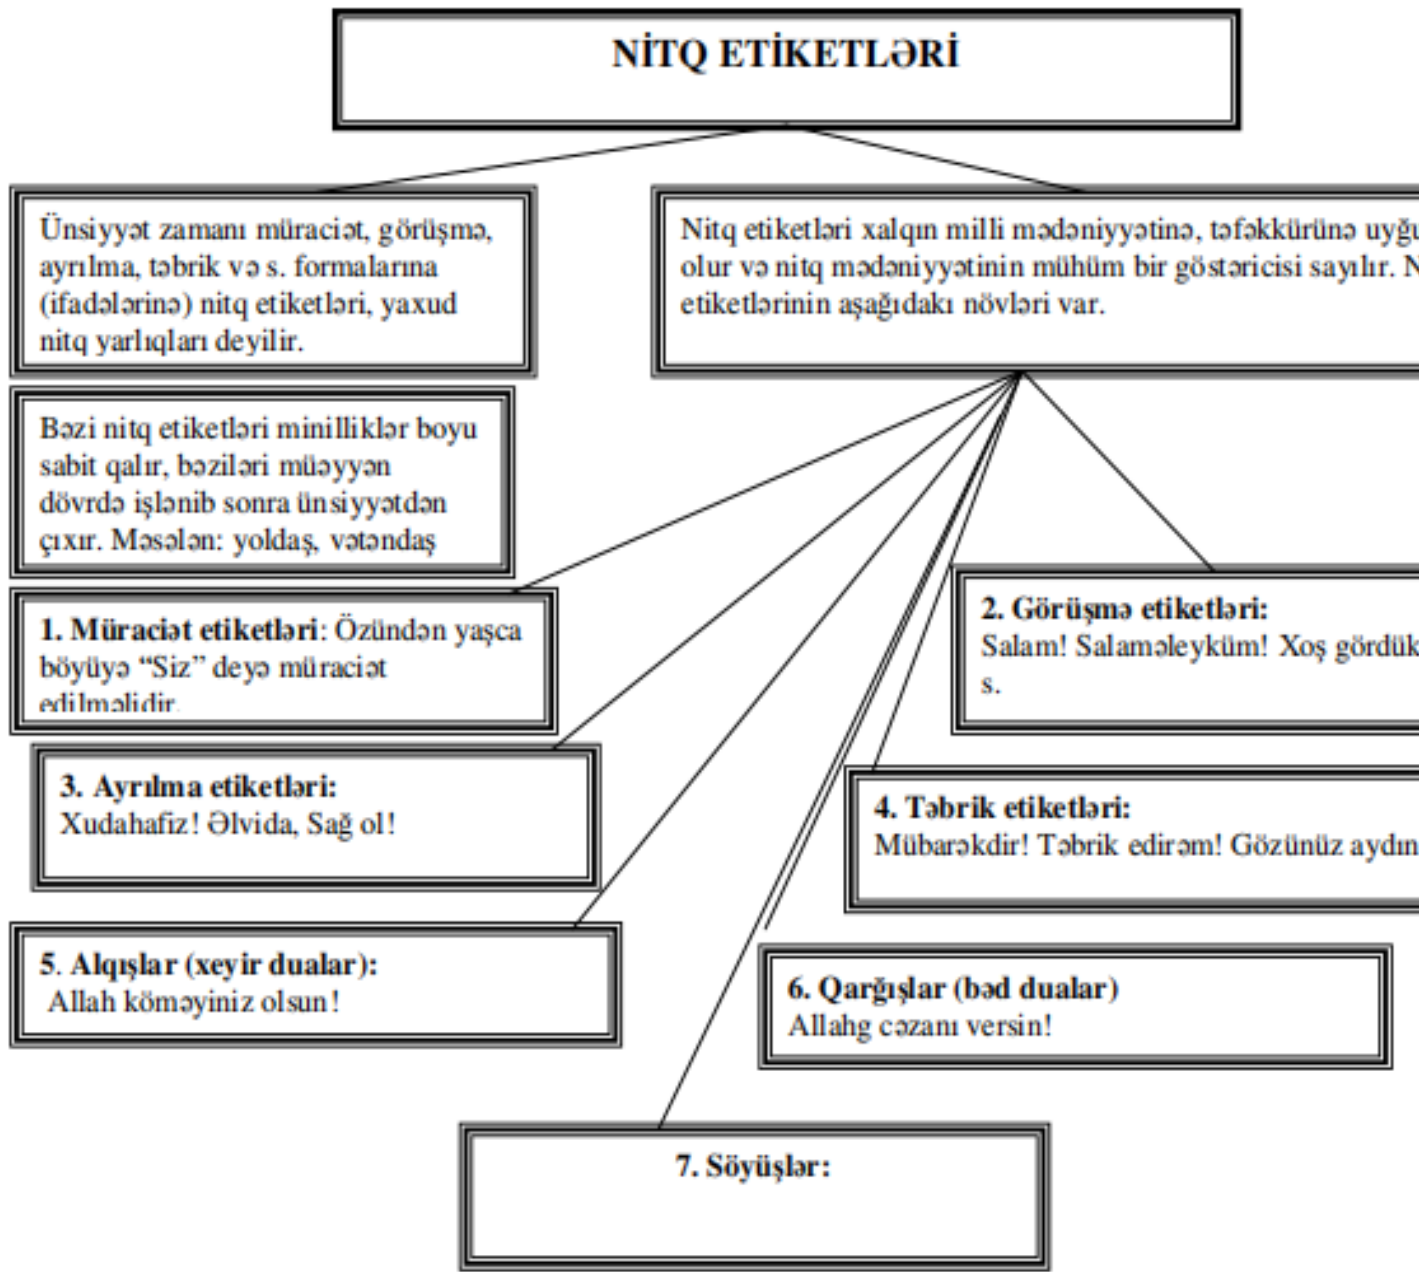 NİTQ ETİKETLƏRİ
Ünsiyyət zamanı müraciət, görüşmə,
ayrılma, təbrik və s. formalarına
(ifadələrinə) nitq etiketləri, yaxud
nitq yarlıqları deyilir.
Nitq etiketləri xalqın milli mədəniyyətinə, təfəkkürünə uyğu
olur və nitq mədəniyyətinin mühüm bir göstəricisi sayılır. N
etiketlərinin aşağıdakı növləri var.
Bəzi nitq etiketləri minilliklər boyu
sabit qalır, bəziləri müəyyən
dövrdə işlənib sonra ünsiyyətdən
çıxır. Məsələn: yoldaş, vətəndaş
1. Müraciət etiketləri: Özündən yaşca
böyüyə “Siz” deyə müraciət
edilməlidir.
2. Görüşmə etiketləri:
Salam! Salaməleyküm! Xoş gördük
s.
3. Ayrılma etiketləri:
Xudahafiz! Əlvida, Sağ ol!
4. Təbrik etiketləri:
Mübarəkdir! Təbrik edirəm! Gözünüz aydın
5. Alqışlar (xeyir dualar):
Allah köməyiniz olsun!
6. Qarğışlar (bəd dualar)
Allahg cəzanı versin!
7. Söyüşlər: